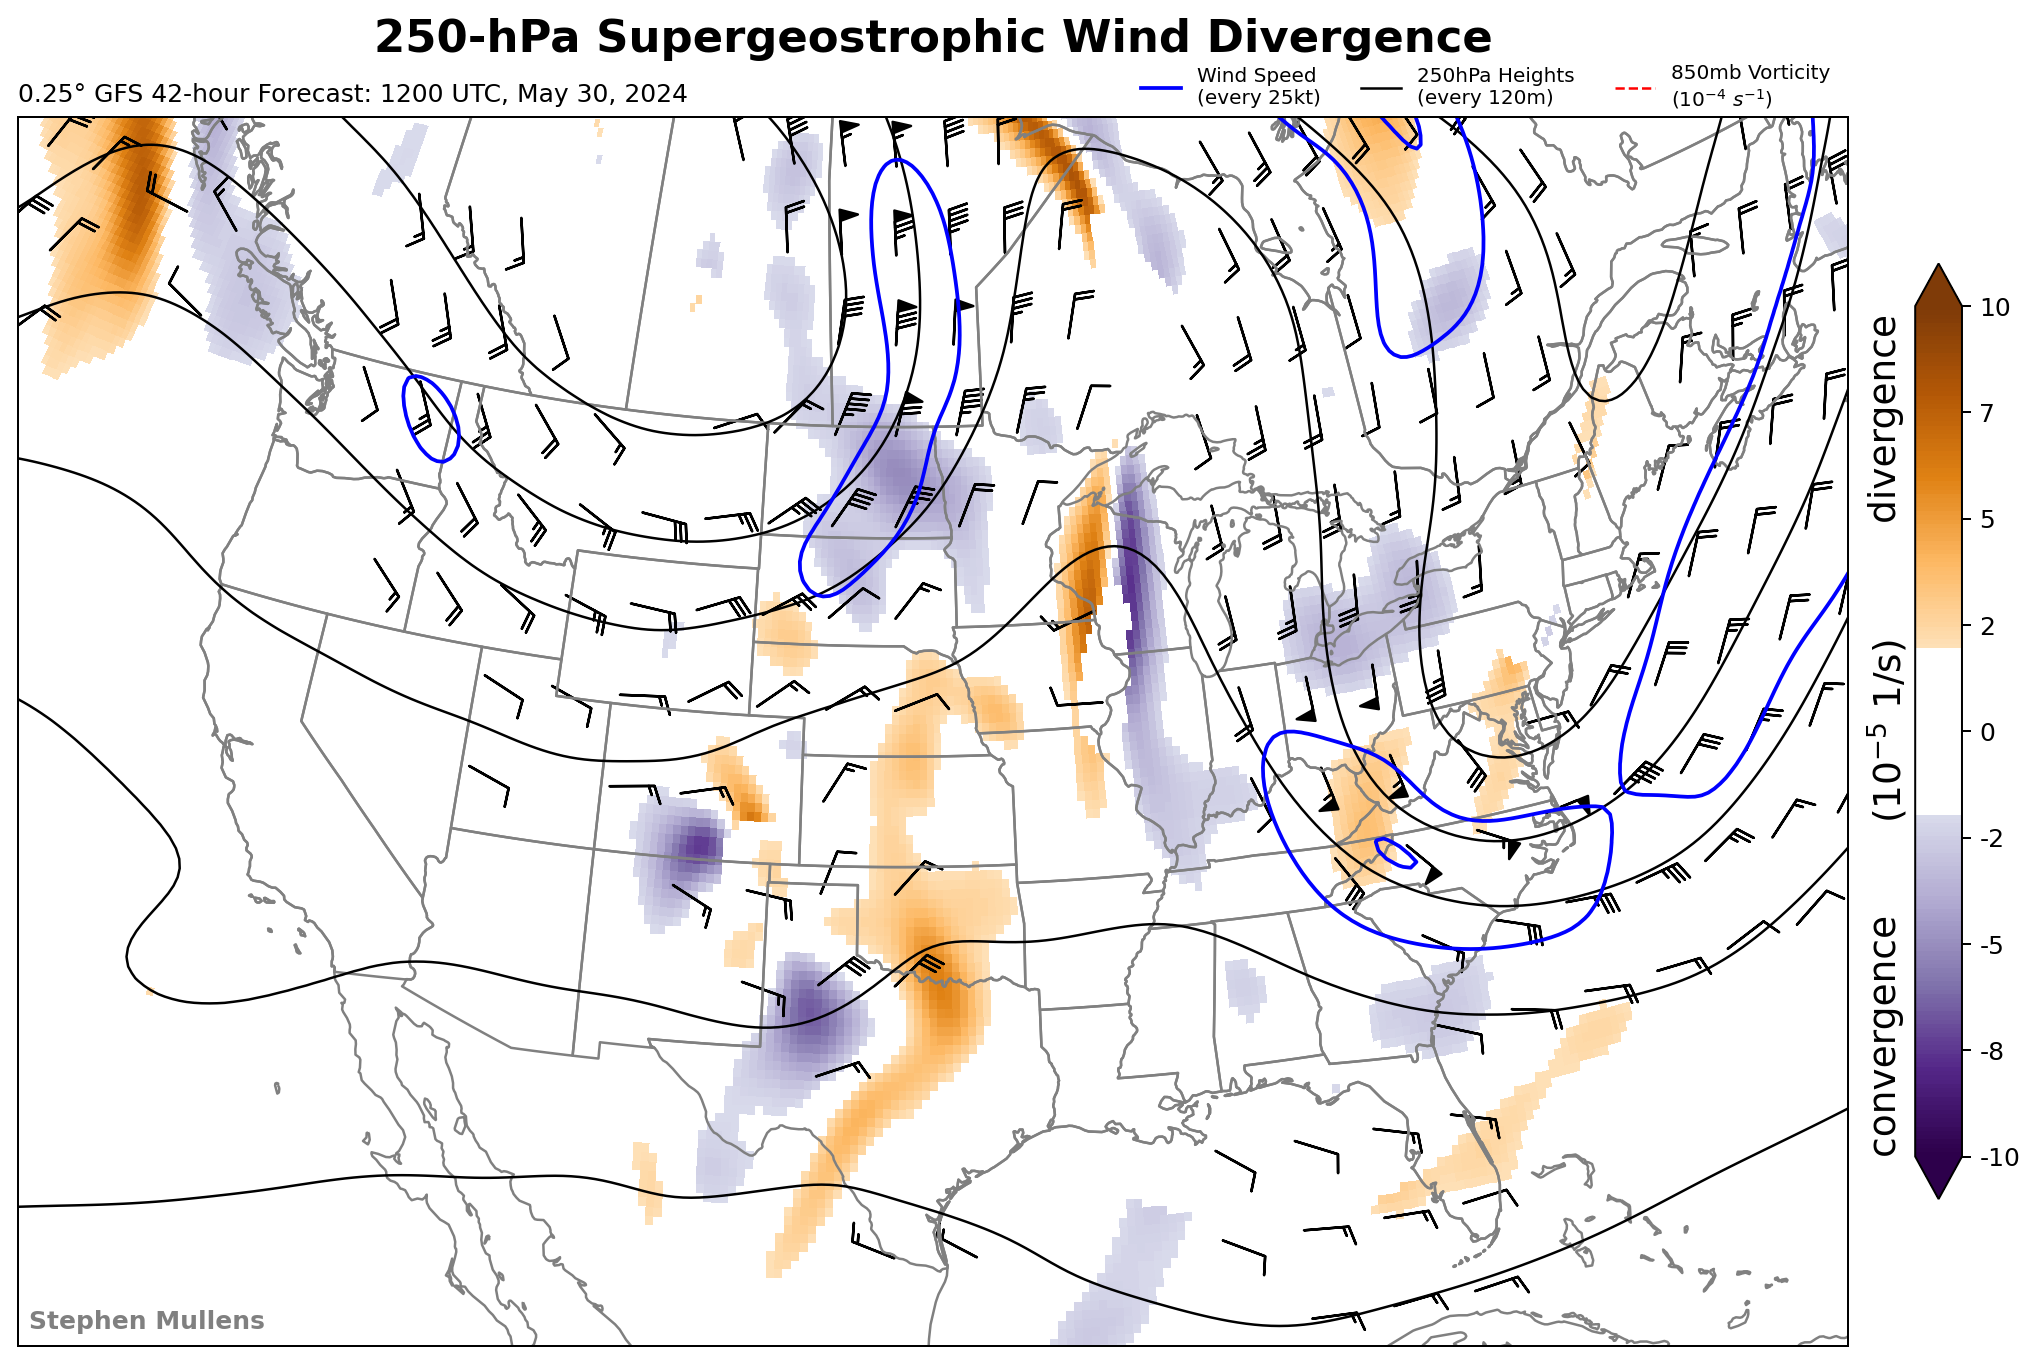 250-hPa Supergeostrophic Wind Divergence
0.25° GFS 42-hour Forecast: 1200 UTC, May 30, 2024
Wind Speed
(every 25kt)
250hPa Heights
(every 120m)
850mb Vorticity
(10⁻⁴ s⁻¹)
10
7
5
2
0
-2
-5
-8
-10
convergence (10⁻⁵ 1/s) divergence
Stephen Mullens